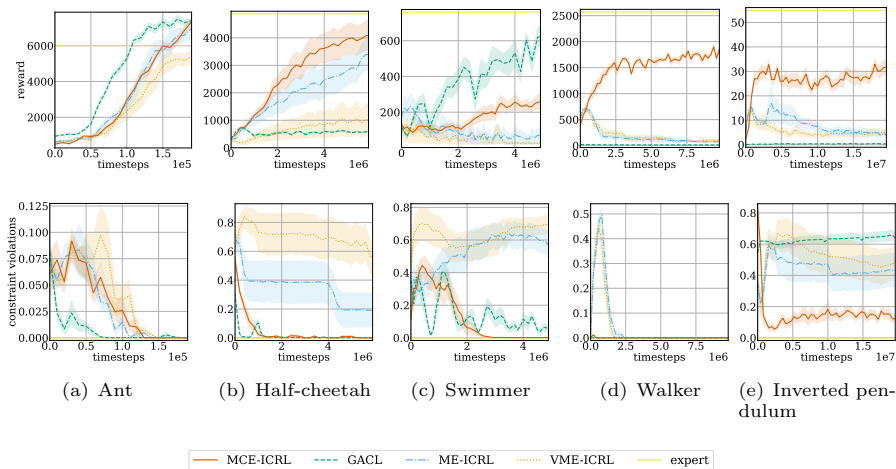 reward
6000
4000
2000
0.0 0.5 1.0 1.5
timesteps 1e5
5000
4000
3000
2000
1000
0
0 2 4 6
timesteps 1e6
600
400
200
0
0 2 4
timesteps 1e6
2500
2000
1500
1000
500
0
0.0 2.5 5.0 7.5
timesteps 1e6
50
40
30
20
10
0
0.0 0.5 1.0 1.5
timesteps 1e7
constraint violations
0.125
0.100
0.075
0.050
0.025
0.000
0.0 0.5 1.0 1.5
timesteps 1e5
0.8
0.6
0.4
0.2
0.0
0 2 4 6
timesteps 1e6
0.8
0.6
0.4
0.2
0.0
0 2 4
timesteps 1e6
0.5
0.4
0.3
0.2
0.1
0.0
0.0 2.5 5.0 7.5
timesteps 1e6
0.8
0.6
0.4
0.2
0.0
0.0 0.5 1.0 1.5
timesteps 1e7
(a) Ant
(b) Half-cheetah
(c) Swimmer
(d) Walker
(e) Inverted pen-
dulum
MCE-ICRL GACL ME-ICRL VME-ICRL expert